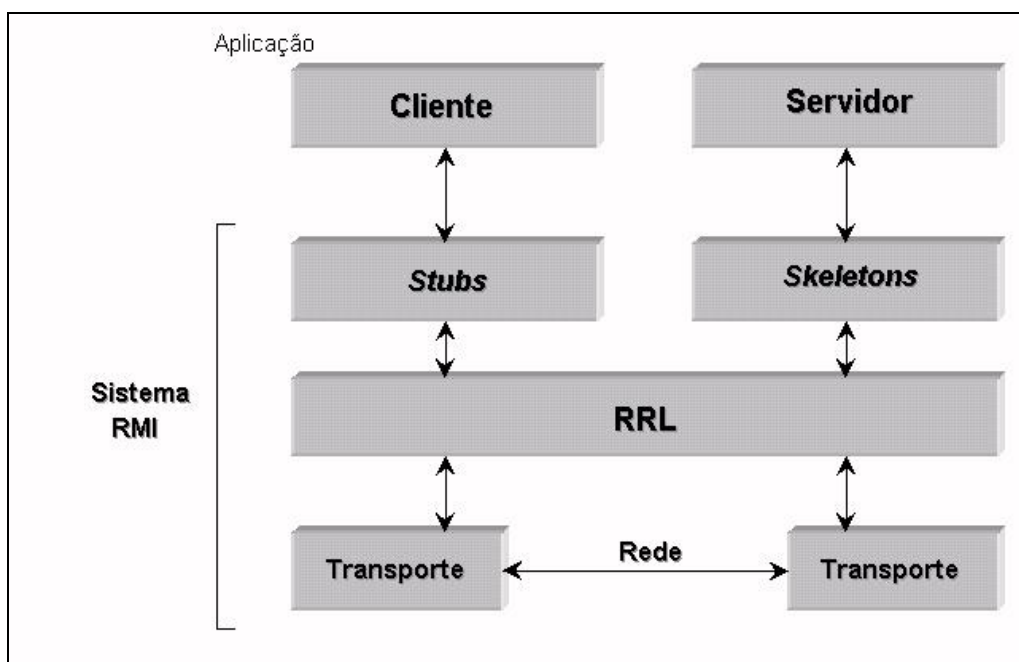 Aplicação
Cliente
Servidor
Stubs
Skeletons
Sistema
RMI
RRL
Rede
Transporte
Transporte